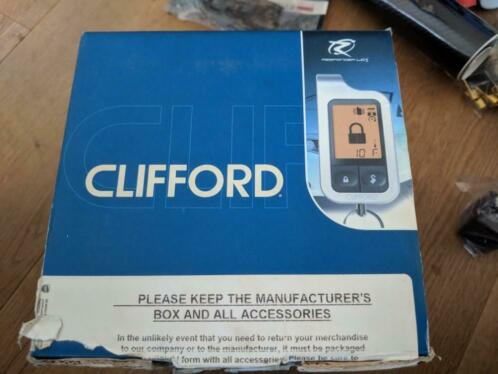 RESPONDER LC3
CLIFFORD
10 F
CLIFFORD
PLEASE KEEP THE MANUFACTURER'S
BOX AND ALL ACCESSORIES
In the unlikely event that you need to return your merchandise
to our company or to the manufacturer, it must be packaged
form with all accessories. Please be sure to